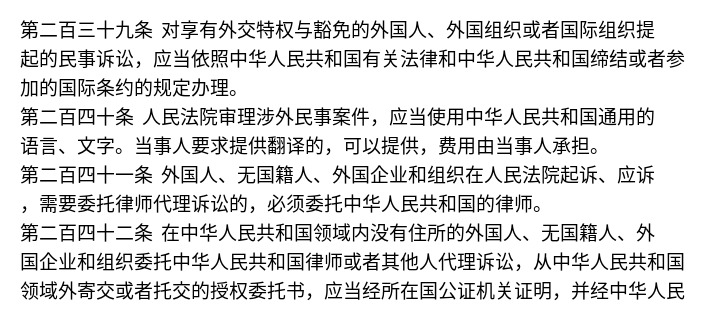 第二百三十九条 对享有外交特权与豁免的外国人、外国组织或者国际组织提
起的民事诉讼，应当依照中华人民共和国有关法律和中华人民共和国缔结或者参
加的国际条约的规定办理。
第二百四十条 人民法院审理涉外民事案件，应当使用中华人民共和国通用的
语言、文字。当事人要求提供翻译的，可以提供，费用由当事人承担。
第二百四十一条 外国人、无国籍人、外国企业和组织在人民法院起诉、应诉
，需要委托律师代理诉讼的，必须委托中华人民共和国的律师。
第二百四十二条 在中华人民共和国领域内没有住所的外国人、无国籍人、外
国企业和组织委托中华人民共和国律师或者其他人代理诉讼，从中华人民共和国
领域外寄交或者托交的授权委托书，应当经所在国公证机关证明，并经中华人民